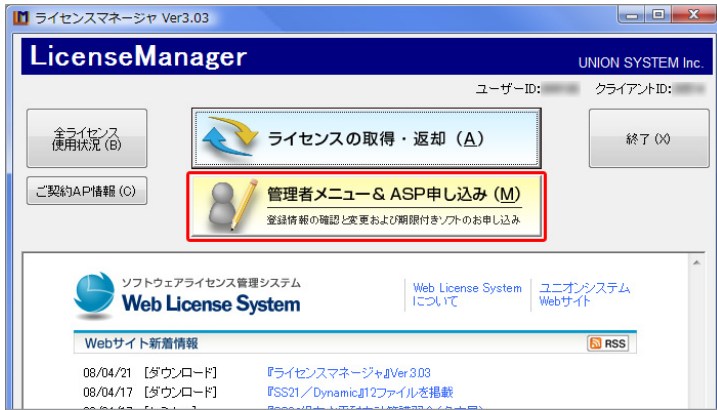 ライセンスマネージャ Ver3.03
LicenseManager
UNION SYSTEM Inc.
ユーザーID:
クライアントID:
全ライセンス
使用状況(B)
ライセンスの取得・返却(A)
終了(X)
ご契約AP情報(C)
管理者メニュー& ASP申し込み(M)
登録情報の確認と変更および期限付きソフトのお申し込み
ソフトウェアライセンス管理システム
Web License System
Web License System
について
ユニオンシステム
Webサイト
Webサイト新着情報
RSS
08/04/21 [ダウンロード] 『ライセンスマネージャ』Ver.3.03
08/04/17 [ダウンロード] 『SS21/Dynamic』12ファイルを掲載